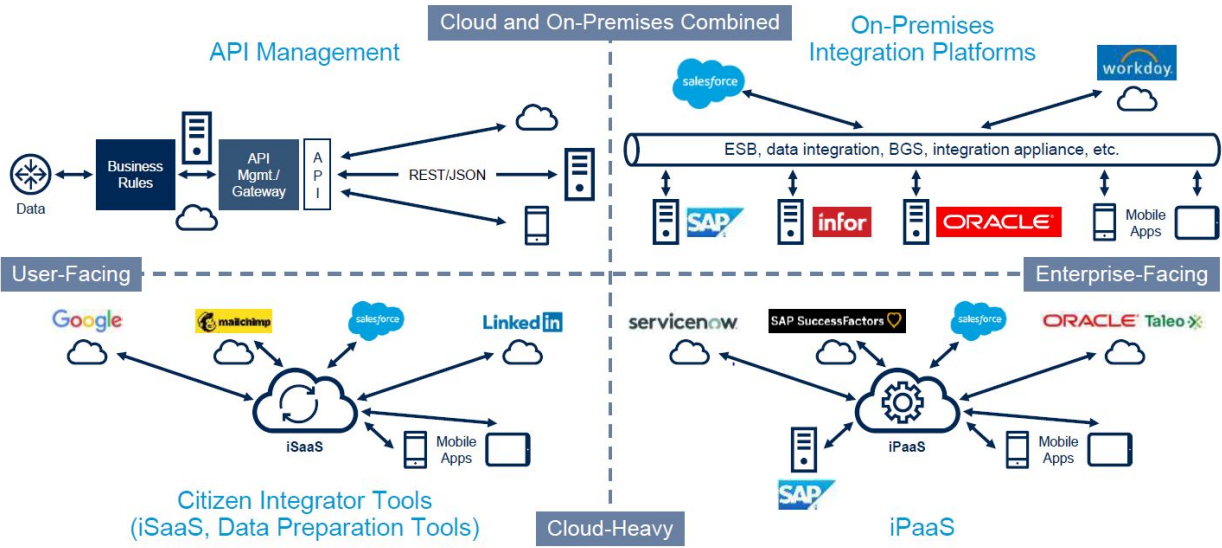 Cloud and On-Premises Combined
API Management
On-Premises
Integration Platforms
salesforce
workday.
Data
Business
Rules
API
Mgmt./
Gateway
A
P
I
REST/JSON
ESB, data integration, BGS, integration appliance, etc.
SAP
infor
ORACLE
Mobile
Apps
User-Facing
Enterprise-Facing
Google
mailchimp
salesforce
LinkedIn
iSaaS
Mobile
Apps
servicenow
SAP SuccessFactors
salesforce
ORACLE Taleo
iPaaS
Mobile
Apps
SAP
Citizen Integrator Tools
(iSaaS, Data Preparation Tools)
Cloud-Heavy
iPaaS